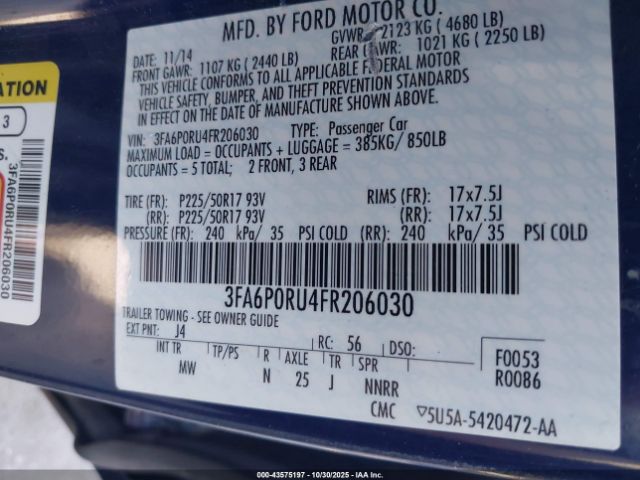 MFD. BY FORD MOTOR CO.
DATE: 11/14 GVWR: 2123 KG ( 4680 LB)
FRONT GAWR: 1107 KG ( 2440 LB) REAR GAWR: 1021 KG ( 2250 LB)
THIS VEHICLE CONFORMS TO ALL APPLICABLE FEDERAL MOTOR
VEHICLE SAFETY, BUMPER, AND THEFT PREVENTION STANDARDS
IN EFFECT ON THE DATE OF MANUFACTURE SHOWN ABOVE.
VIN: 3FA6P0RU4FR206030 TYPE: Passenger Car
MAXIMUM LOAD = OCCUPANTS + LUGGAGE = 385KG/ 850LB
OCCUPANTS = 5 TOTAL; 2 FRONT, 3 REAR
TIRE (FR): P225/50R17 93V RIMS (FR): 17x7.5J
(RR): P225/50R17 93V (RR): 17x7.5J
PRESSURE (FR): 240 kPa/ 35 PSI COLD (RR): 240 kPa/ 35 PSI COLD
3FA6P0RU4FR206030
TRAILER TOWING - SEE OWNER GUIDE
EXT PNT: J4 RC: 56 DSO:
INT TR TP/PS R AXLE TR SPR
MW N 25 J NNRR
F0053
R0086
CMC ▽5U5A-5420472-AA
ATION
3
S.
3FA6P0RU4FR206030
000-43575197 - 10/30/2025 - IAAI.COM